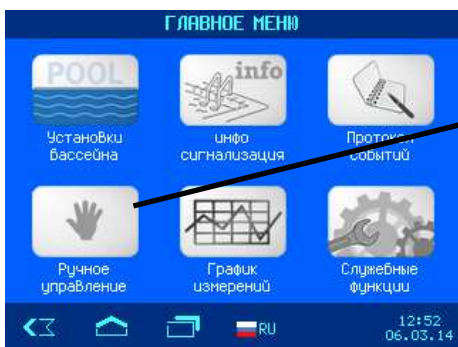 ГЛАВНОЕ МЕНЮ
POOL
info
Установки
бассейна
инфо
сигнализация
Протокол
событий
Ручное
управление
График
измерений
Служебные
функции
RU
12:52
06.03.14